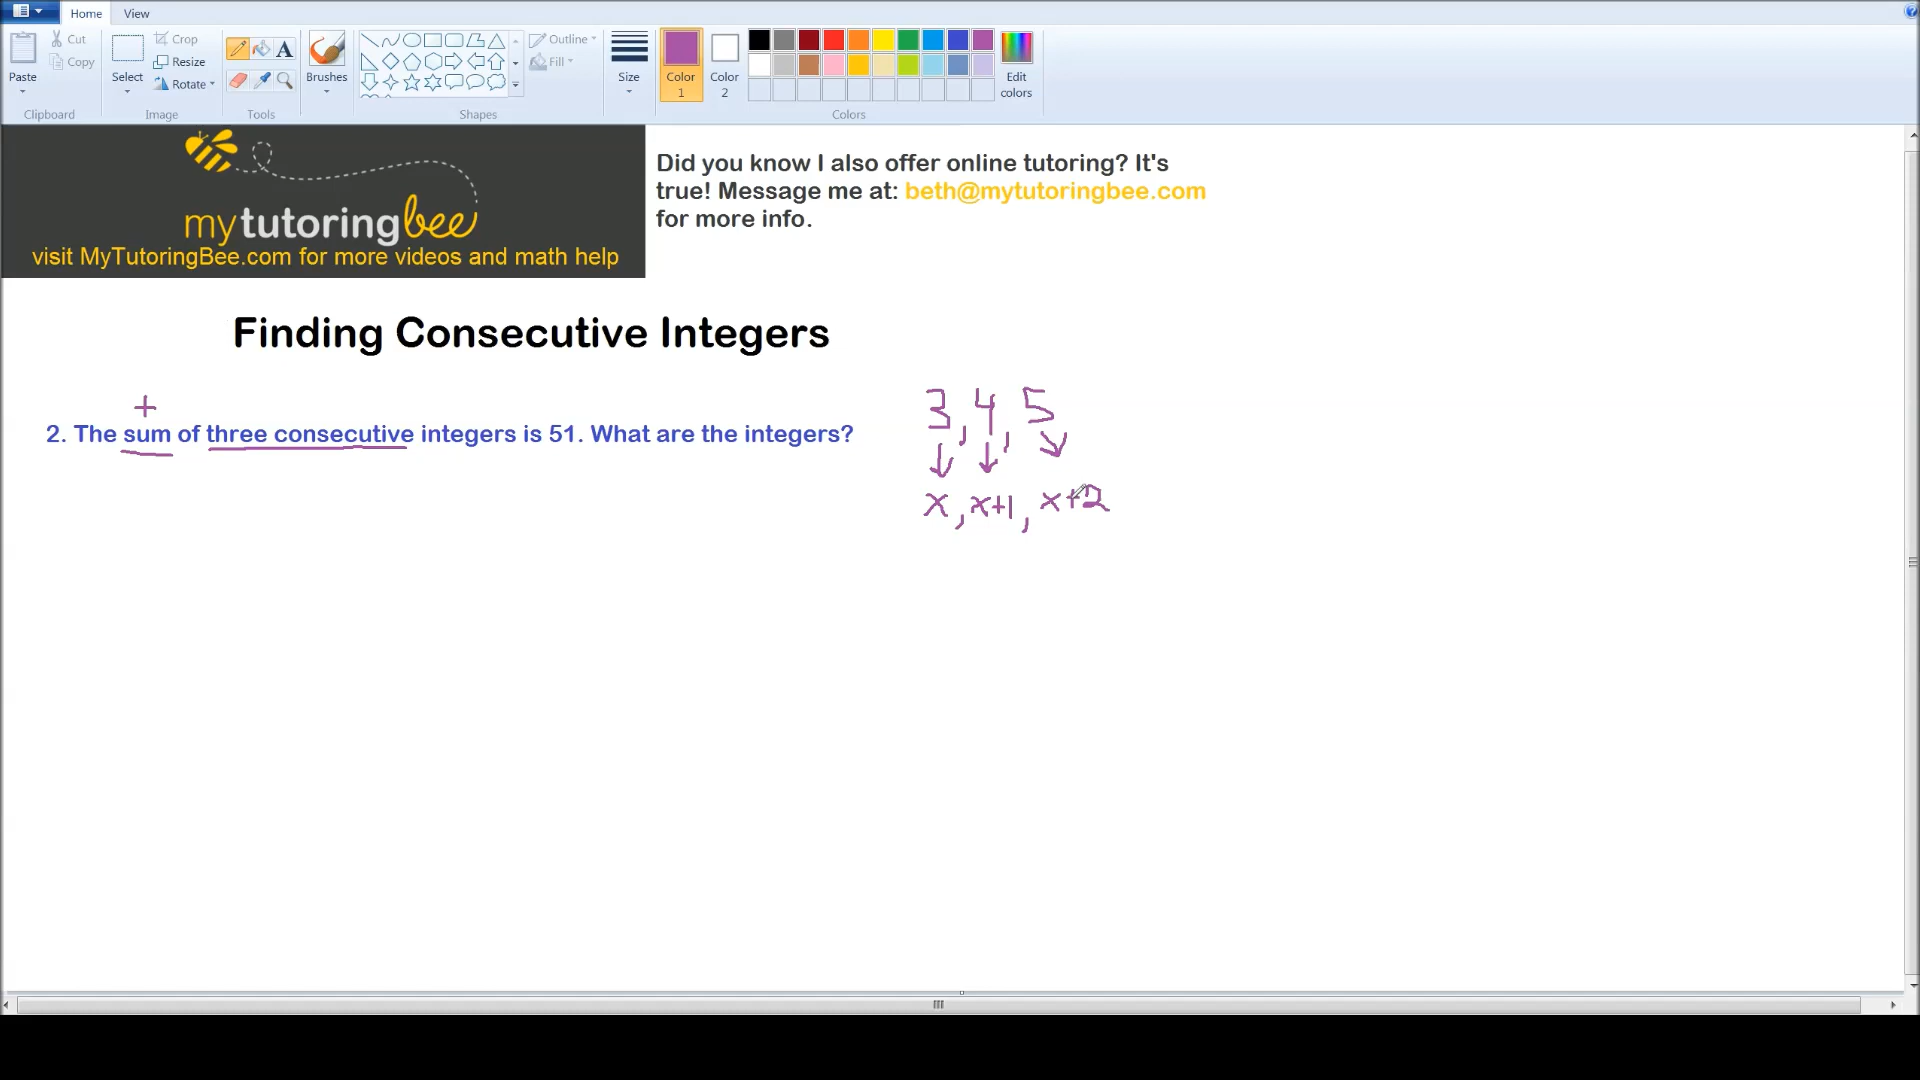 Home View
Paste
Cut
Copy
Clipboard
Select
Crop
Resize
Rotate
Image
A
Tools
Brushes
Shapes
Outline
Fill
Size
Color 1
Color 2
Colors
Edit colors
my tutoring bee
visit MyTutoringBee.com for more videos and math help
Did you know I also offer online tutoring? It's
true! Message me at: beth@mytutoringbee.com
for more info.
Finding Consecutive Integers
+
2. The sum of three consecutive integers is 51. What are the integers?
3, 4, 5
x, x+1, x+2